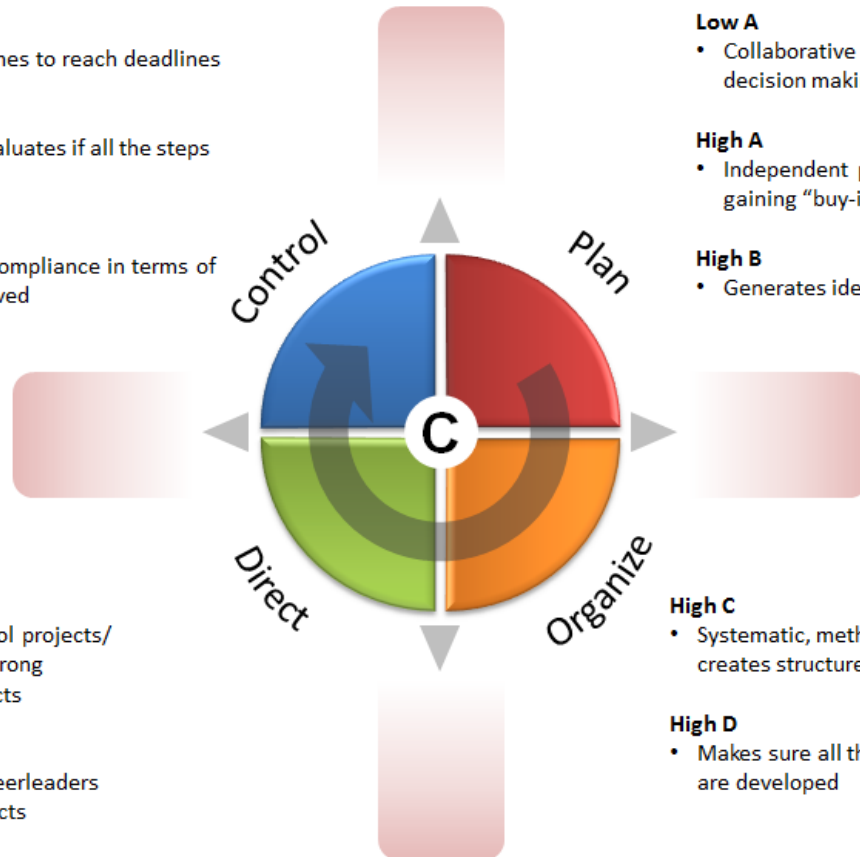 hes to reach deadlines
aluates if all the steps
ompliance in terms of
ved
Control
Plan
Low A
• Collaborative
decision maki
High A
• Independent p
gaining “buy-i
High B
• Generates ide
C
Direct
Organize
ol projects/
rong
cts
eerleaders
cts
High C
• Systematic, meth
creates structure
High D
• Makes sure all th
are developed